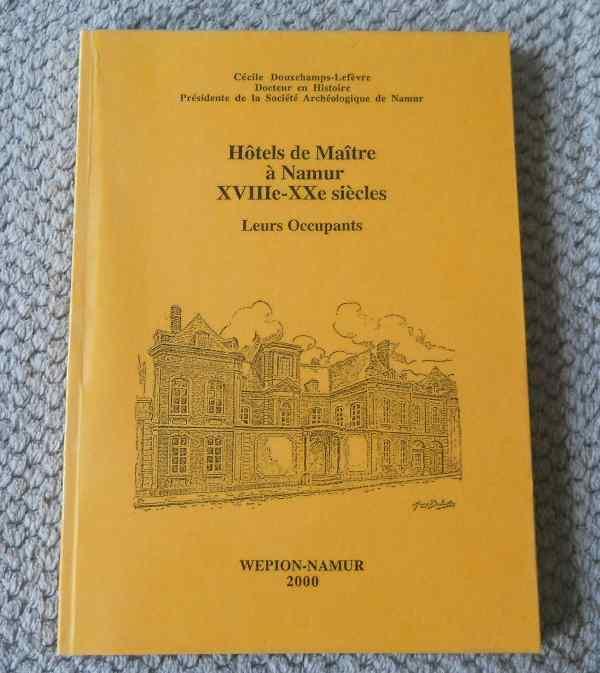 Cécile Douxchamps-Lefèvre
Docteur en Histoire
Présidente de la Société Archéologique de Namur
Hôtels de Maître
à Namur
XVIIIe-XXe siècles
Leurs Occupants
WEPION-NAMUR
2000